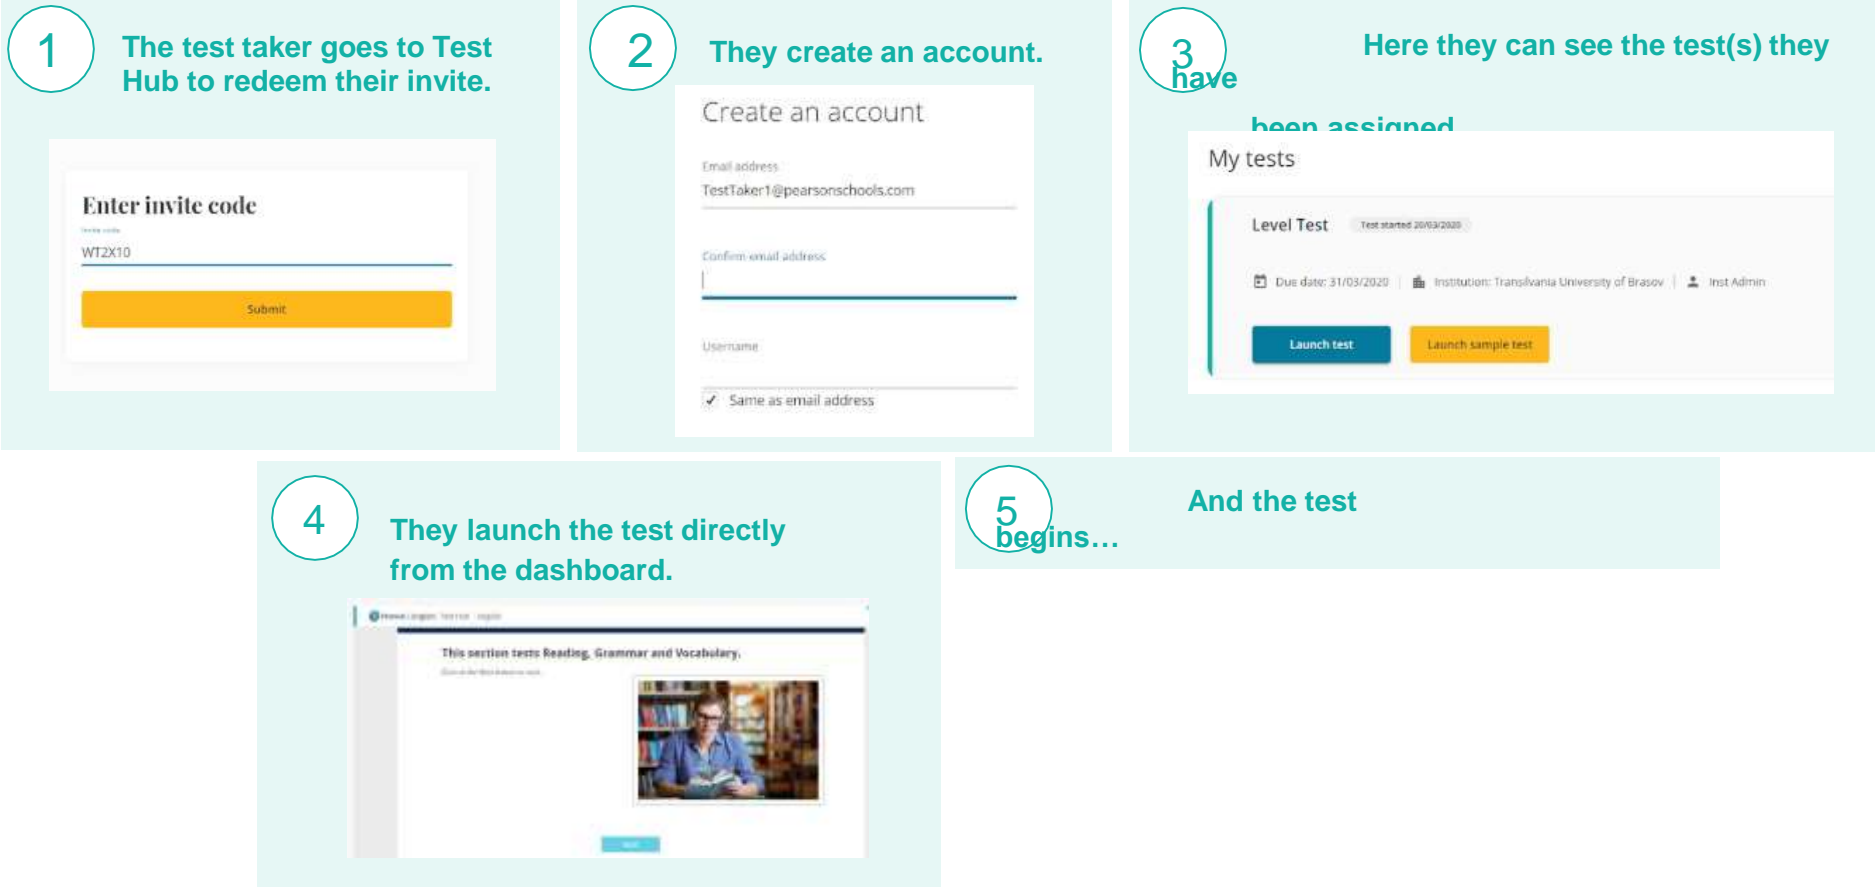 1
The test taker goes to Test
Hub to redeem their invite.
Enter invite code
Invite code
WT2X10
Submit
2
They create an account.
Create an account
Email address
TestTaker1@pearsonschools.com
Confirm email address
Username
Same as email address
3
Here they can see the test(s) they
have
been assigned
My tests
Level Test
Test started 20/03/2020
Due date: 31/03/2020
Institution: Transilvania University of Brasov
Inst Admin
Launch test
Launch sample test
4
They launch the test directly
from the dashboard.
This section tests Reading, Grammar and Vocabulary.
5
And the test
begins…